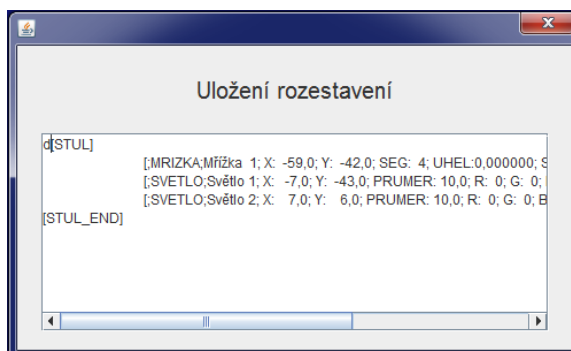 Uložení rozestavení
d[STUL]
[;MRIZKA;Mřížka 1; X: -59,0; Y: -42,0; SEG: 4; UHEL:0,000000; S
[;SVETLO;Světlo 1; X: -7,0; Y: -43,0; PRUMER: 10,0; R: 0; G: 0;
[;SVETLO;Světlo 2; X: 7,0; Y: 6,0; PRUMER: 10,0; R: 0; G: 0; B
[STUL_END]